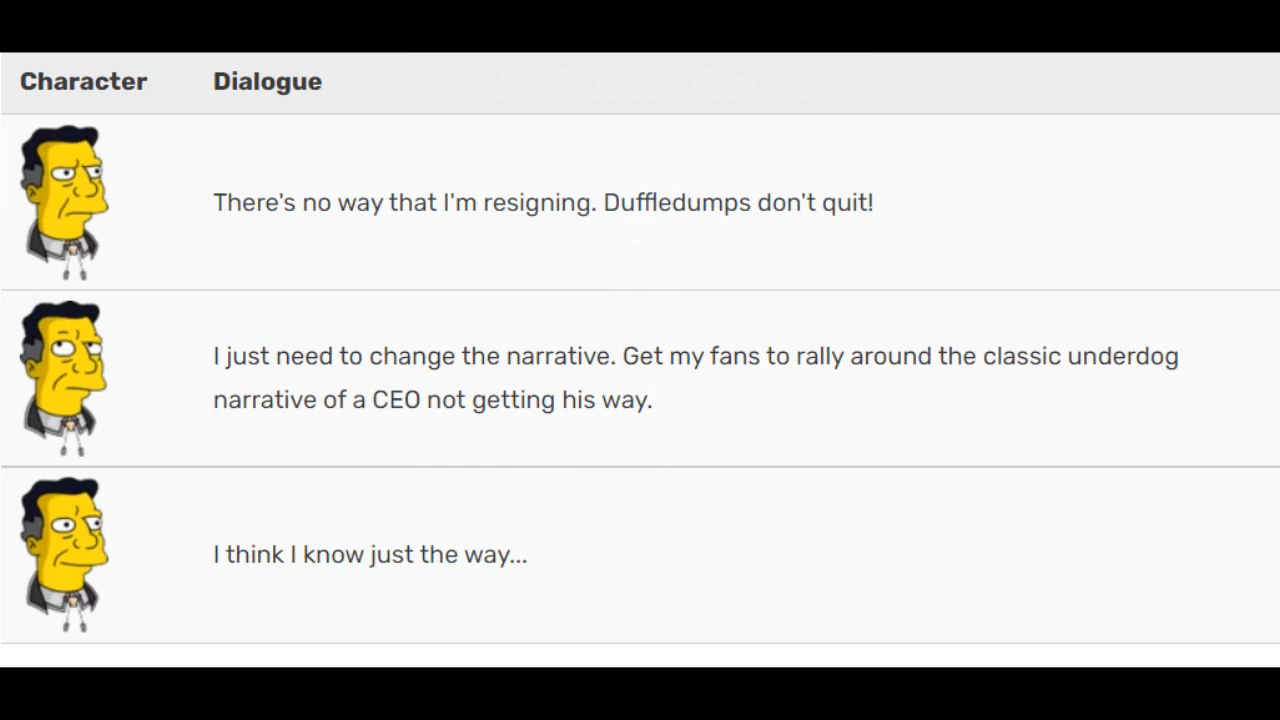 Character Dialogue
There's no way that I'm resigning. Duffledumps don't quit!
I just need to change the narrative. Get my fans to rally around the classic underdog
narrative of a CEO not getting his way.
I think I know just the way...